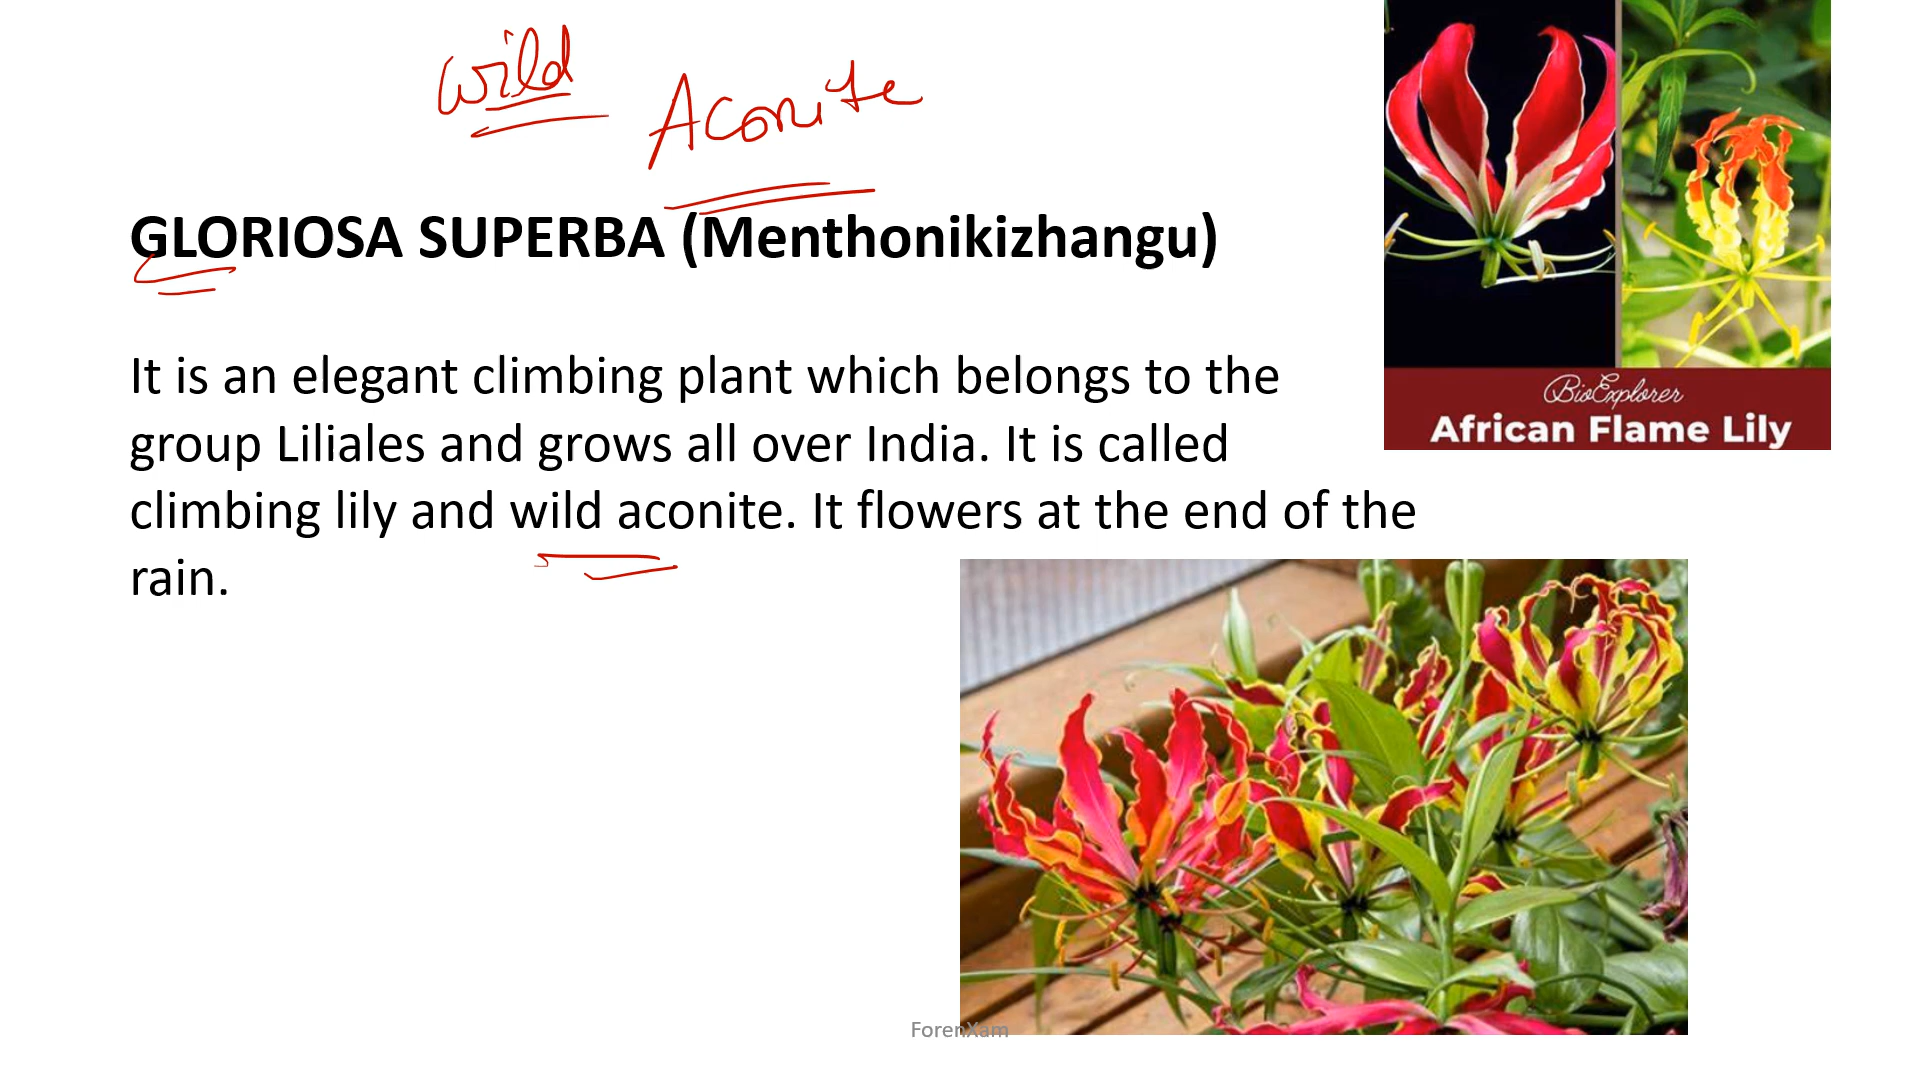 wild
Aconite
GLORIOSA SUPERBA (Menthonikizhangu)
It is an elegant climbing plant which belongs to the
group Liliales and grows all over India. It is called
climbing lily and wild aconite. It flowers at the end of the
rain.
BioExplorer
African Flame Lily
ForenXam